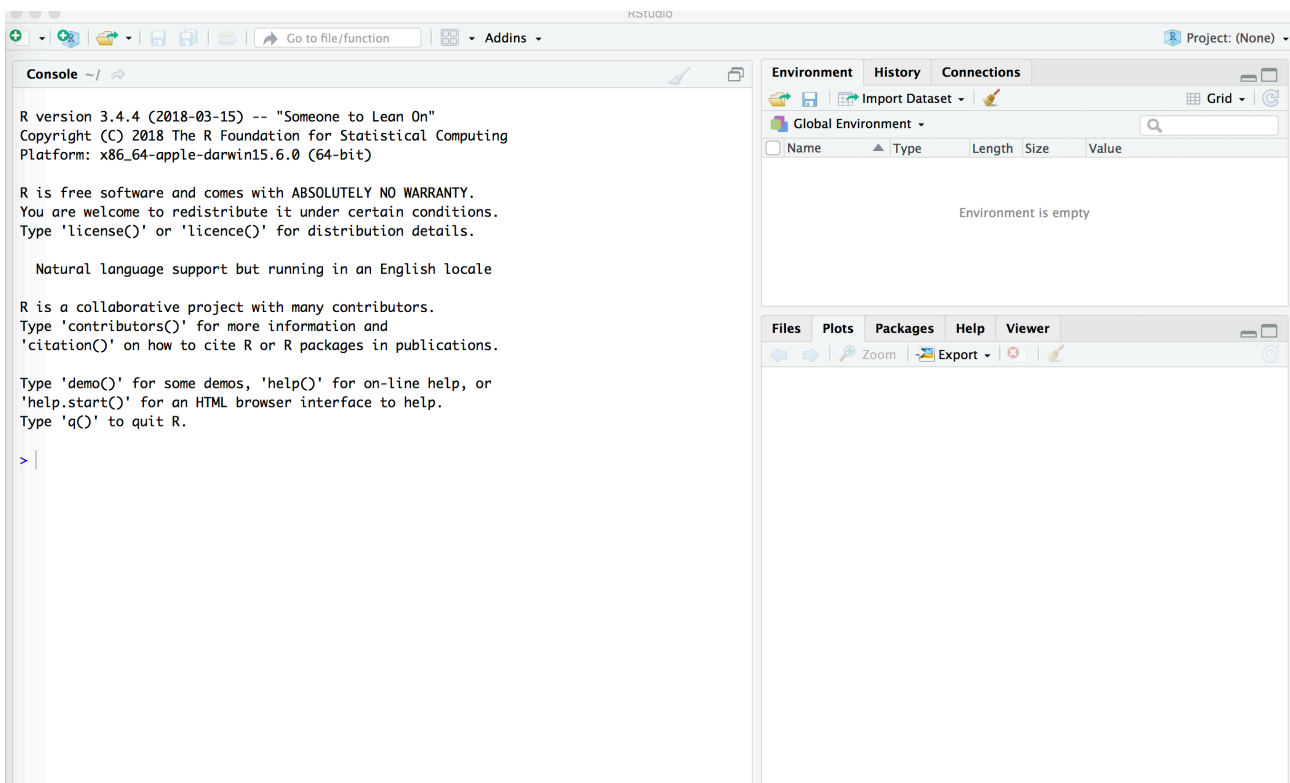 RStudio
Go to file/function
Addins
Project: (None)
Console ~/
R version 3.4.4 (2018-03-15) -- "Someone to Lean On"
Copyright (C) 2018 The R Foundation for Statistical Computing
Platform: x86_64-apple-darwin15.6.0 (64-bit)
R is free software and comes with ABSOLUTELY NO WARRANTY.
You are welcome to redistribute it under certain conditions.
Type 'license()' or 'licence()' for distribution details.
Natural language support but running in an English locale
R is a collaborative project with many contributors.
Type 'contributors()' for more information and
'citation()' on how to cite R or R packages in publications.
Type 'demo()' for some demos, 'help()' for on-line help, or
'help.start()' for an HTML browser interface to help.
Type 'q()' to quit R.
>
Environment History Connections
Import Dataset Grid
Global Environment
Name Type Length Size Value
Environment is empty
Files Plots Packages Help Viewer
Zoom Export